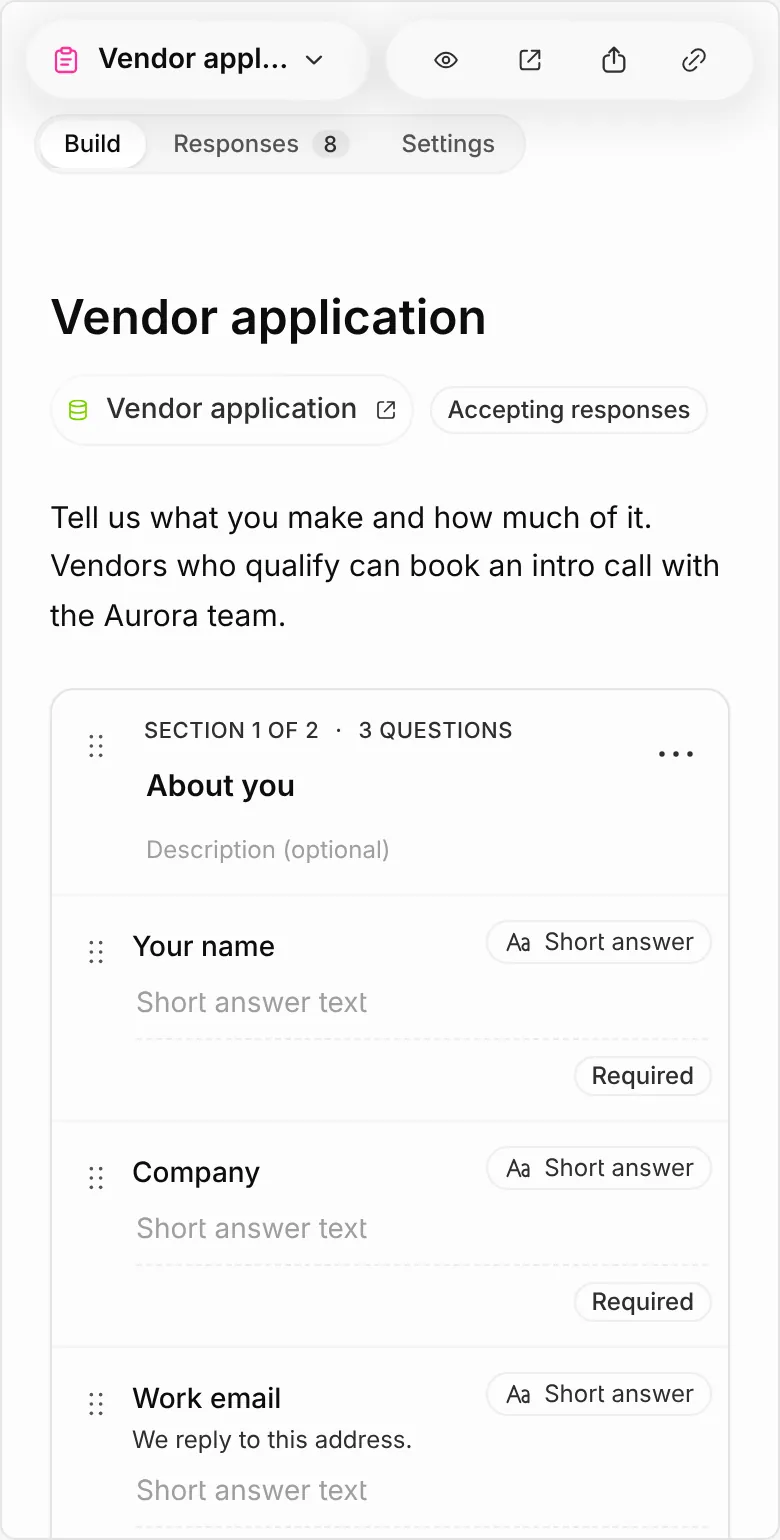 Vendor appl...
Build Responses 8 Settings
Vendor application
Vendor application Accepting responses
Tell us what you make and how much of it.
Vendors who qualify can book an intro call with
the Aurora team.
SECTION 1 OF 2 · 3 QUESTIONS
About you
Description (optional)
Your name Aa Short answer
Short answer text
Required
Company Aa Short answer
Short answer text
Required
Work email Aa Short answer
We reply to this address.
Short answer text